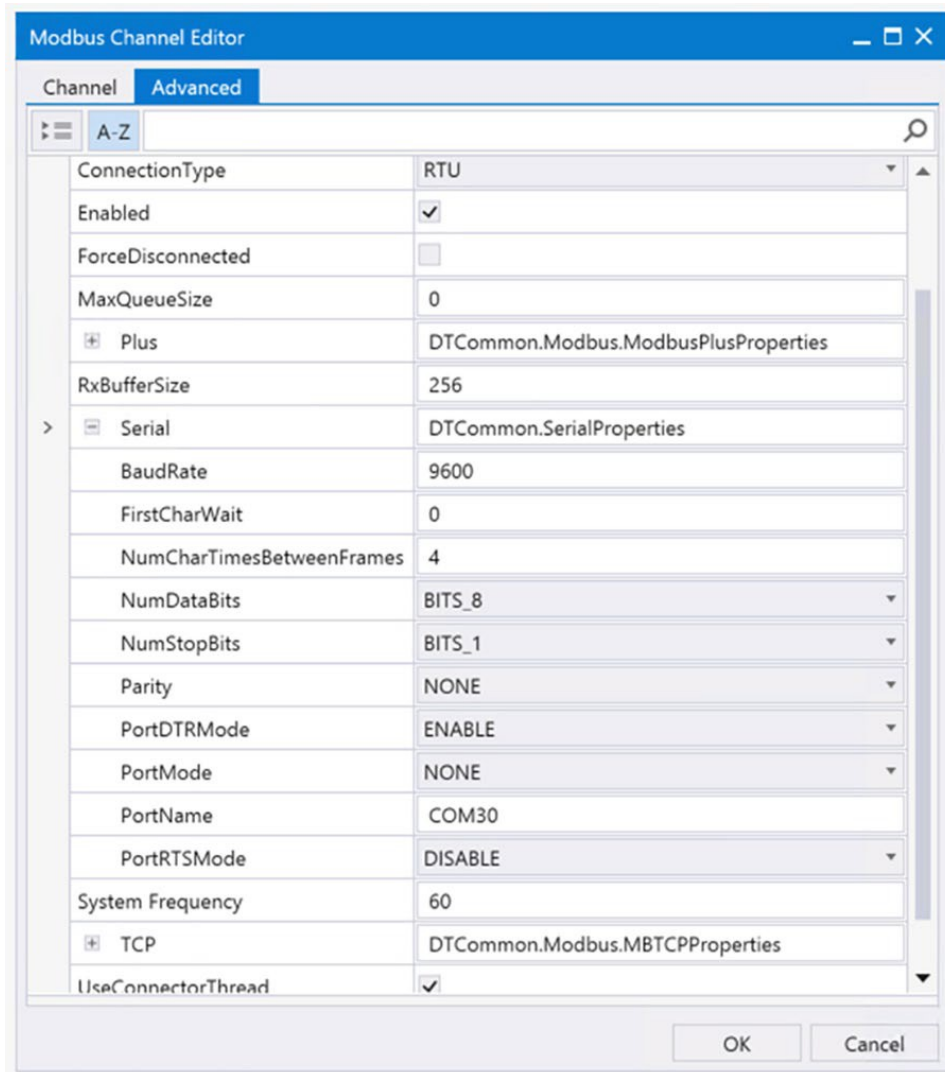 Modbus Channel Editor
Channel Advanced
A-Z
ConnectionType RTU
Enabled
ForceDisconnected
MaxQueueSize 0
Plus DTCommon.Modbus.ModbusPlusProperties
RxBufferSize 256
Serial DTCommon.SerialProperties
BaudRate 9600
FirstCharWait 0
NumCharTimesBetweenFrames 4
NumDataBits BITS_8
NumStopBits BITS_1
Parity NONE
PortDTRMode ENABLE
PortMode NONE
PortName COM30
PortRTSMode DISABLE
System Frequency 60
TCP DTCommon.Modbus.MBTCPProperties
UseConnectorThread
OK Cancel